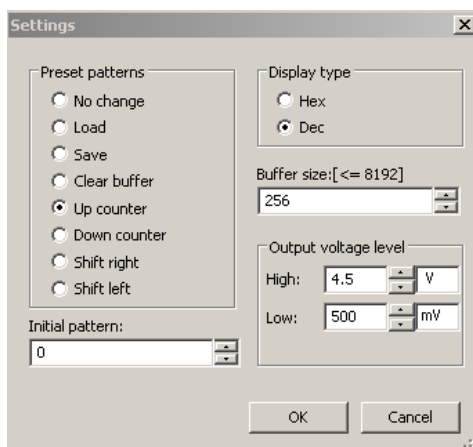 Settings
Preset patterns
No change
Load
Save
Clear buffer
Up counter
Down counter
Shift right
Shift left
Initial pattern:
0
Display type
Hex
Dec
Buffer size:[<= 8192]
256
Output voltage level
High: 4.5 V
Low: 500 mV
OK Cancel